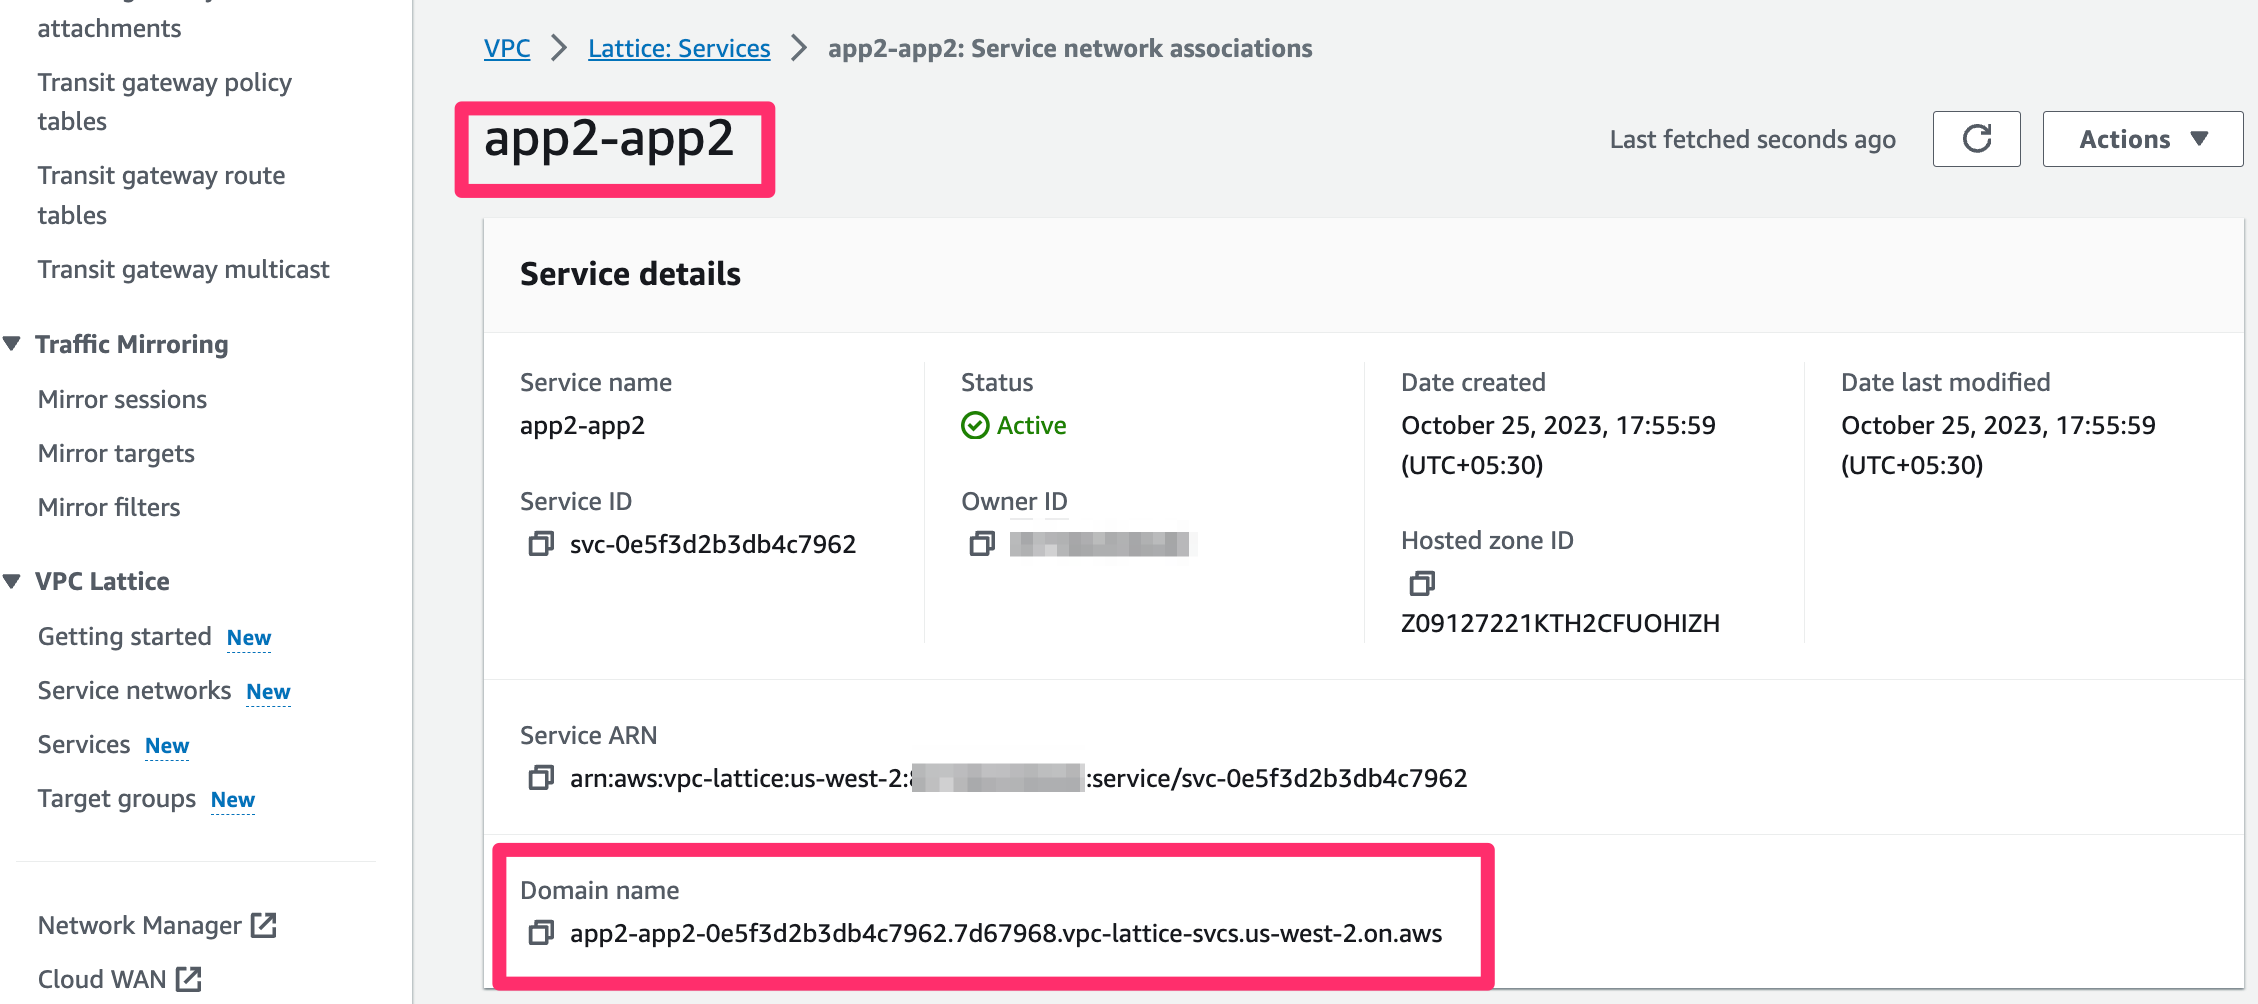 attachments
Transit gateway policy
tables
Transit gateway route
tables
Transit gateway multicast
Traffic Mirroring
Mirror sessions
Mirror targets
Mirror filters
VPC Lattice
Getting started New
Service networks New
Services New
Target groups New
Network Manager
Cloud WAN
VPC > Lattice: Services > app2-app2: Service network associations
app2-app2
Last fetched seconds ago
Actions
Service details
Service name
app2-app2
Service ID
svc-0e5f3d2b3db4c7962
Status
Active
Owner ID
Date created
October 25, 2023, 17:55:59
(UTC+05:30)
Hosted zone ID
Z09127221KTH2CFUOHIZH
Date last modified
October 25, 2023, 17:55:59
(UTC+05:30)
Service ARN
arn:aws:vpc-lattice:us-west-2: :service/svc-0e5f3d2b3db4c7962
Domain name
app2-app2-0e5f3d2b3db4c7962.7d67968.vpc-lattice-svcs.us-west-2.on.aws